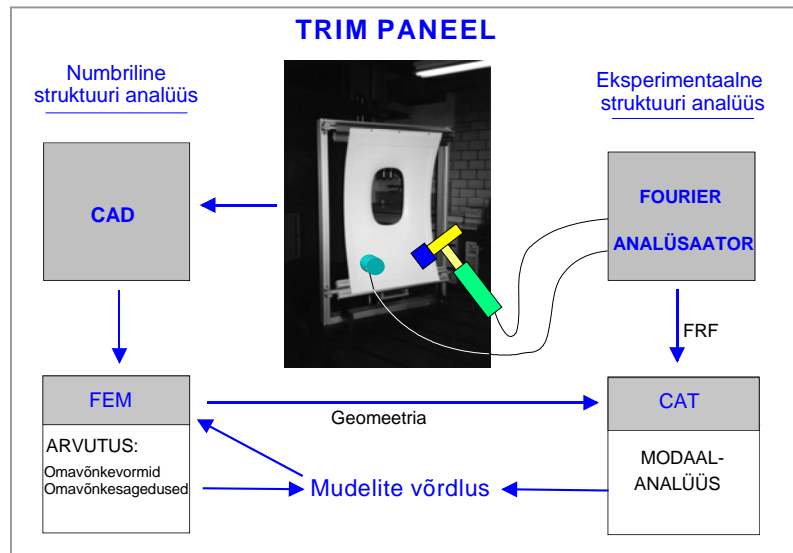 TRIM PANEEL
Numbriline
struktuuri analüüs
Eksperimentaalne
struktuuri analüüs
CAD
FOURIER
ANALÜSAATOR
FRF
FEM
Geomeetria
CAT
ARVUTUS:
Omavõnkevormid
Omavõnkesagedused
Mudelite võrdlus
MODAAL-
ANALÜÜS